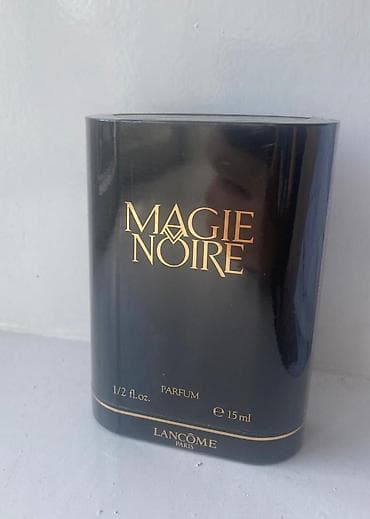 MAGIE
NOIRE
PARFUM
1/2 fl.oz. ℮ 15 ml
LANCÔME
PARIS